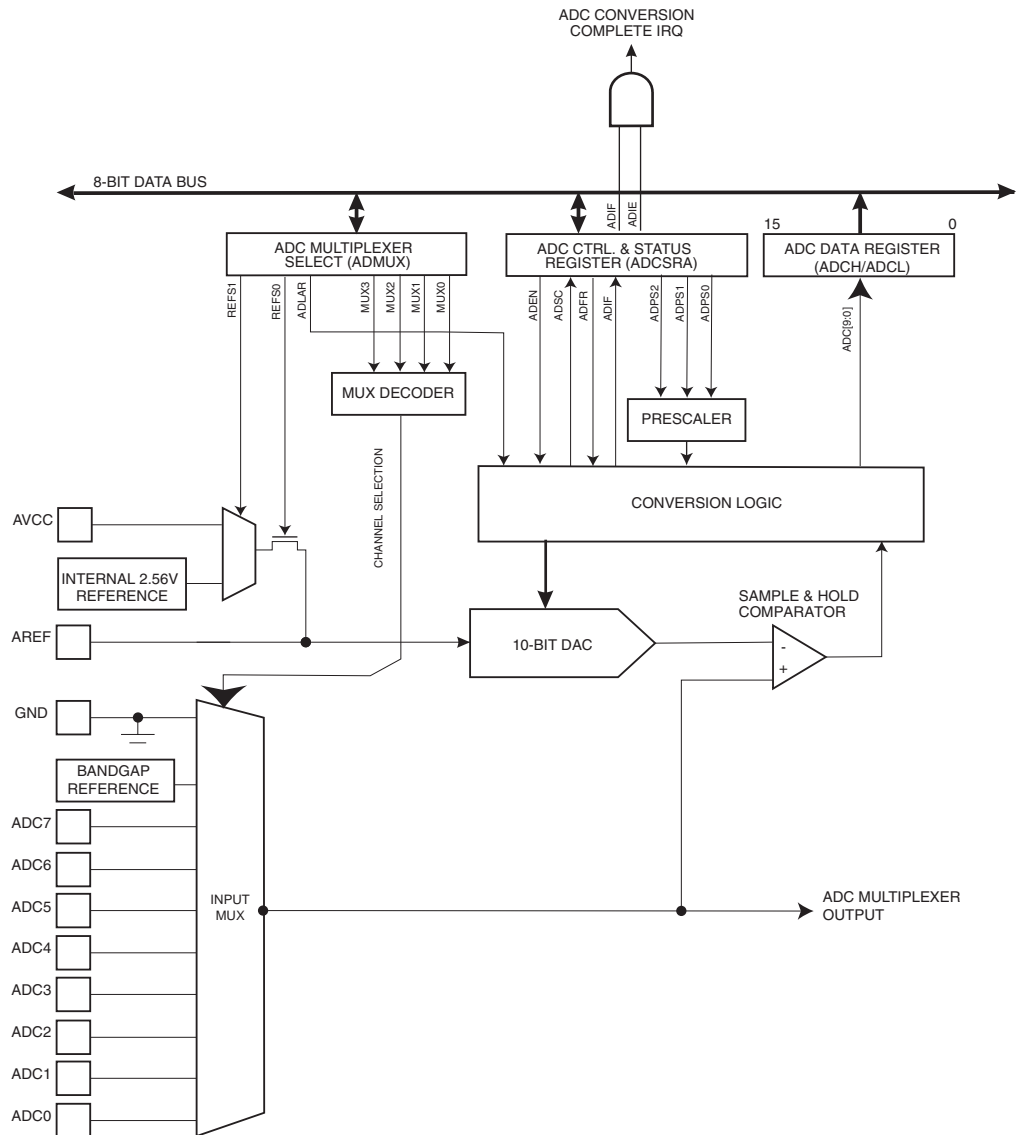 ADC CONVERSION
COMPLETE IRQ
8-BIT DATA BUS
ADIF
ADIE
15
0
ADC MULTIPLEXER
SELECT (ADMUX)
ADC CTRL. & STATUS
REGISTER (ADCSRA)
ADC DATA REGISTER
(ADCH/ADCL)
REFS1
REFS0
ADLAR
MUX3
MUX2
MUX1
MUX0
ADEN
ADSC
ADFR
ADIF
ADPS2
ADPS1
ADPS0
ADC[9:0]
MUX DECODER
PRESCALER
CHANNEL SELECTION
CONVERSION LOGIC
AVCC
INTERNAL 2.56V
REFERENCE
SAMPLE & HOLD
COMPARATOR
AREF
10-BIT DAC
-
+
GND
BANDGAP
REFERENCE
ADC7
ADC6
ADC5
ADC4
ADC3
ADC2
ADC1
ADC0
INPUT
MUX
ADC MULTIPLEXER
OUTPUT